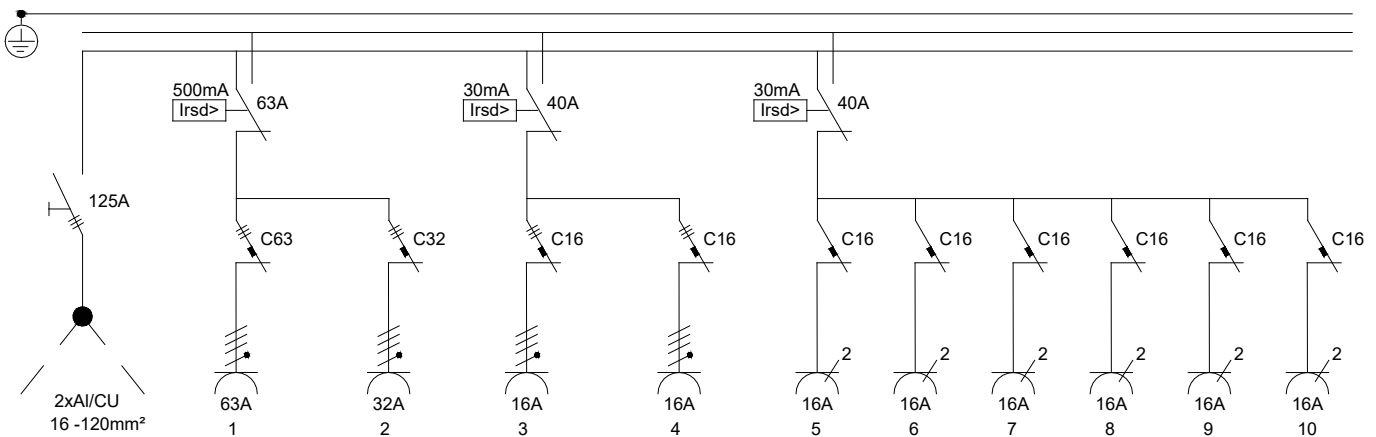 500mA
Irsd>
63A
30mA
Irsd>
40A
30mA
Irsd>
40A
125A
C63
C32
C16
C16
C16
C16
C16
C16
C16
C16
2
2
2
2
2
2
2xAl/CU
16 -120mm²
63A
32A
16A
16A
16A
16A
16A
16A
16A
16A
1
2
3
4
5
6
7
8
9
10